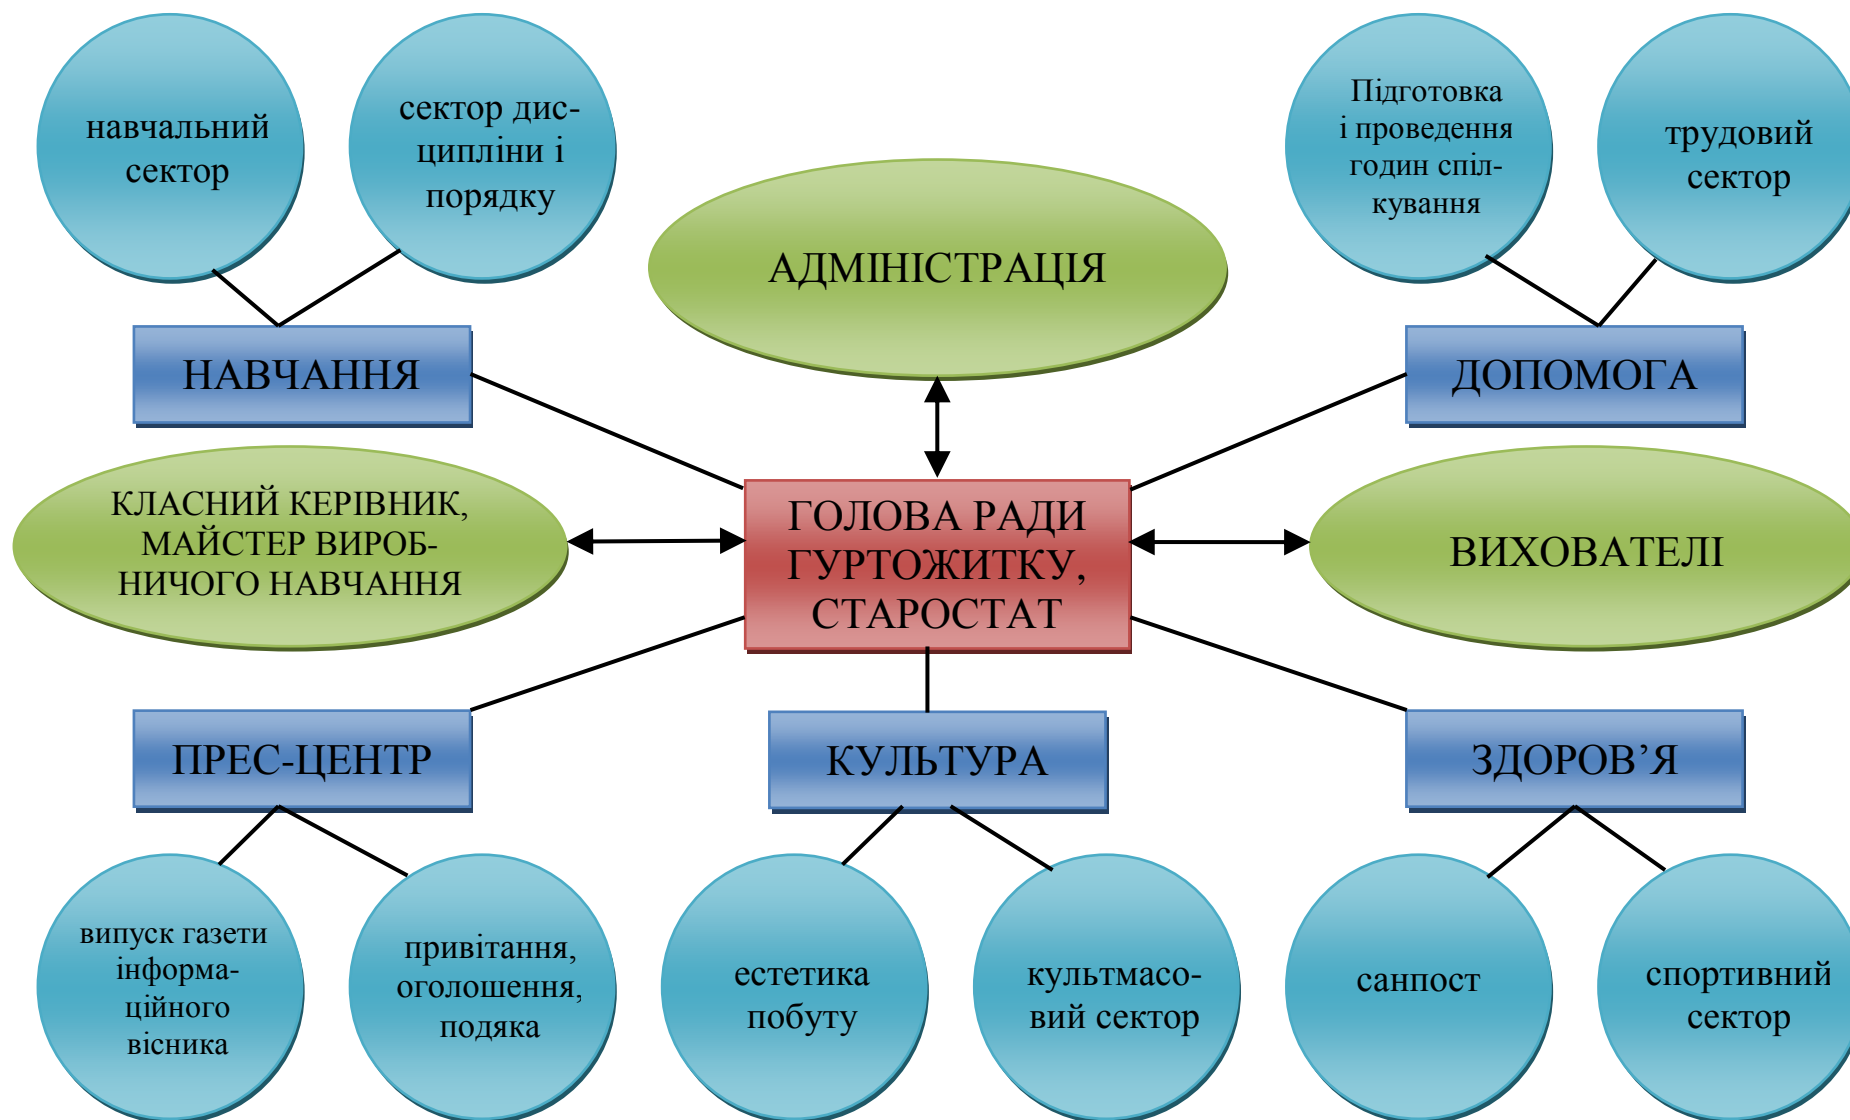 навчальний
сектор
сектор дис-
ципліни і
порядку
Підготовка
і проведення
годин спіл-
кування
трудовий
сектор
АДМІНІСТРАЦІЯ
НАВЧАННЯ
ДОПОМОГА
КЛАСНИЙ КЕРІВНИК,
МАЙСТЕР ВИРОБ-
НИЧОГО НАВЧАННЯ
ГОЛОВА РАДИ
ГУРТОЖИТКУ,
СТАРОСТАТ
ВИХОВАТЕЛІ
ПРЕС-ЦЕНТР
КУЛЬТУРА
ЗДОРОВ’Я
випуск газети
інформа-
ційного
вісника
привітання,
оголошення,
подяка
естетика
побуту
культмасо-
вий сектор
санпост
спортивний
сектор